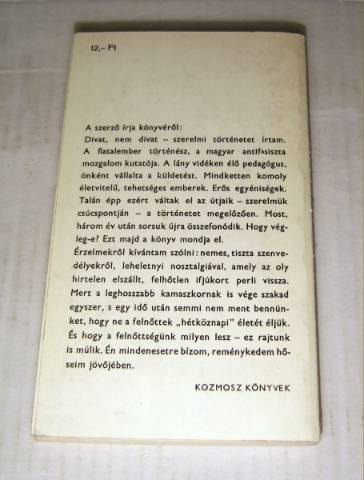 12,– Ft
A szerző írja könyvéről:
Divat, nem divat – szerelmi történetet írtam.
A fiatalember történész, a magyar antifasiszta
mozgalom kutatója. A lány vidéken élő pedagógus,
önként vállalta a küldetést. Mindketten komoly
életvitelű, tehetséges emberek. Erős egyéniségek.
Talán épp ezért váltak el az útjaik – szerelmük
csúcspontján – a történetet megelőzően. Most,
három év után sorsuk újra összefonódik. Hogy vég-
leg-e? Ezt majd a könyv mondja el.
Érzelmekről kívántam szólni: nemes, tiszta szenve-
délyekről, leheletnyi nosztalgiával, amely az oly
hirtelen elszállt, felhőtlen ifjúkort perli vissza.
Mert a leghosszabb kamaszkornak is vége szakad
egyszer, s egy idő után semmi nem ment bennün-
ket, hogy ne a felnőttek „hétköznapi" életét éljük.
És hogy a felnőttségünk milyen lesz – ez rajtunk
is múlik. Én mindenesetre bízom, reménykedem hő-
seim jövőjében.
KOZMOSZ KÖNYVEK